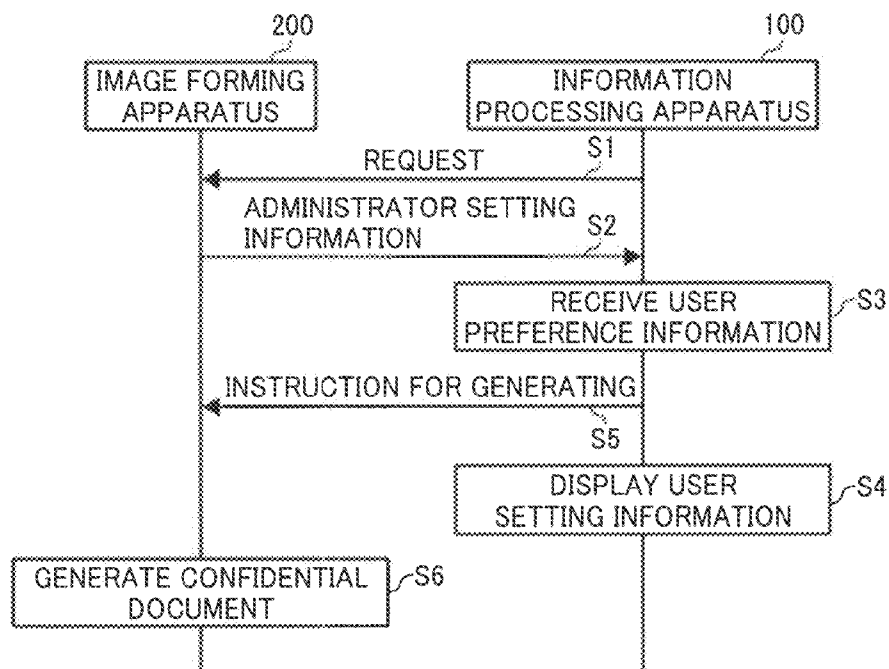 200
100
IMAGE FORMING
APPARATUS
INFORMATION
PROCESSING APPARATUS
REQUEST
S1
ADMINISTRATOR SETTING
INFORMATION
S2
RECEIVE USER
PREFERENCE INFORMATION
S3
INSTRUCTION FOR GENERATING
S5
DISPLAY USER
SETTING INFORMATION
S4
GENERATE CONFIDENTIAL
DOCUMENT
S6